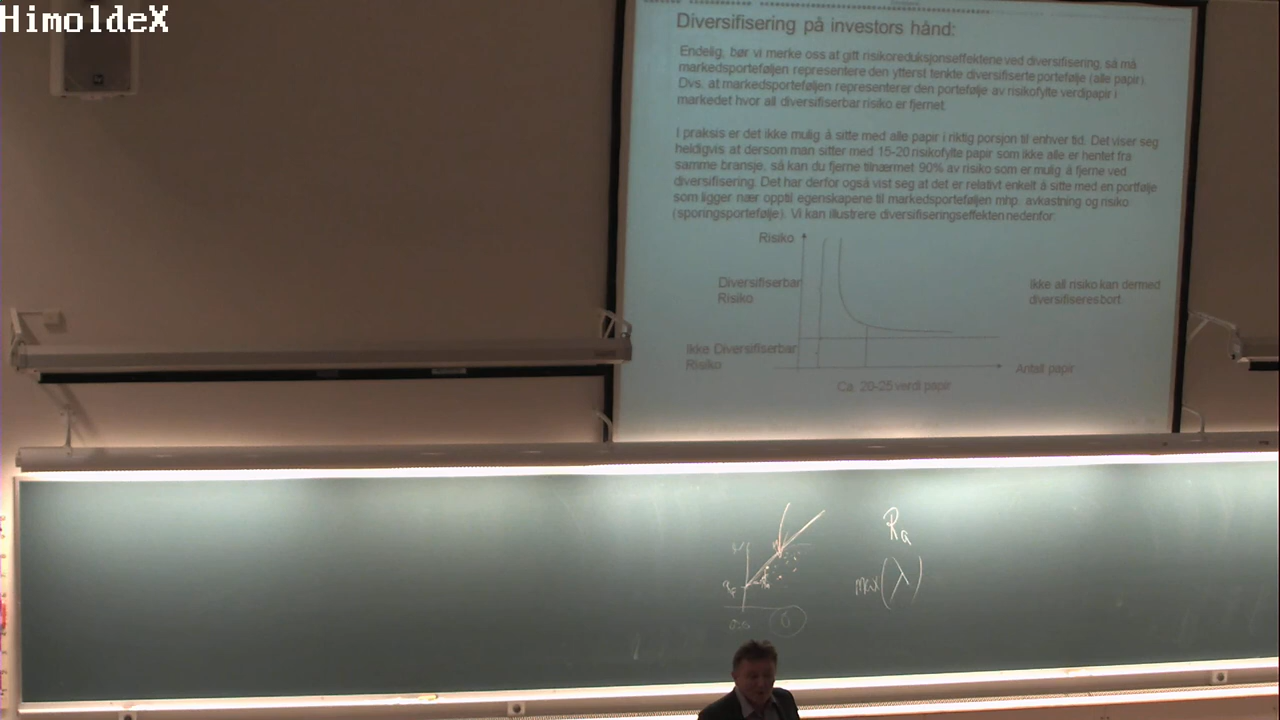 HimoldeX
Diversifisering på investors hånd:
Endelig, bør vi merke oss at gitt risikoreduksjonseffektene ved diversifisering, så må
markedsporteføljen representere den ytterst tenkte diversifiserte portefølje (alle papir).
Dvs. at markedsporteføljen representerer den portefølje av risikofylte verdipapir i
markedet hvor all diversifiserbar risiko er fjernet.
I praksis er det ikke mulig å sitte med alle papir i riktig porsjon til enhver tid. Det viser seg
heldigvis at dersom man sitter med 15-20 risikofylte papir som ikke alle er hentet fra
samme bransje, så kan du fjerne tilnærmet 90% av risiko som er mulig å fjerne ved
diversifisering. Det har derfor også vist seg at det er relativt enkelt å sitte med en portfølje
som ligger nær opptil egenskapene til markedsporteføljen mhp. avkastning og risiko
(sporingsportefølje). Vi kan illustrere diversifiseringseffekten nedenfor:
Risiko
Diversifiserbar
Risiko
Ikke all risiko kan dermed
diversifiseres bort
Ikke Diversifiserbar
Risiko
Antall papir
Ca. 20-25 verdi papir
Ra
max(λ)
σ